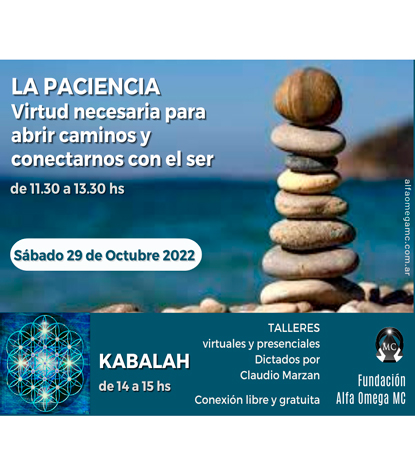 LA PACIENCIA
Virtud necesaria para
abrir caminos y
conectarnos con el ser
de 11.30 a 13.30 hs
alfaomegamc.com.ar
Sábado 29 de Octubre 2022
KABALAH
de 14 a 15 hs
TALLERES
virtuales y presenciales
Dictados por
Claudio Marzan
Conexión libre y gratuita
MC
Fundación
Alfa Omega MC